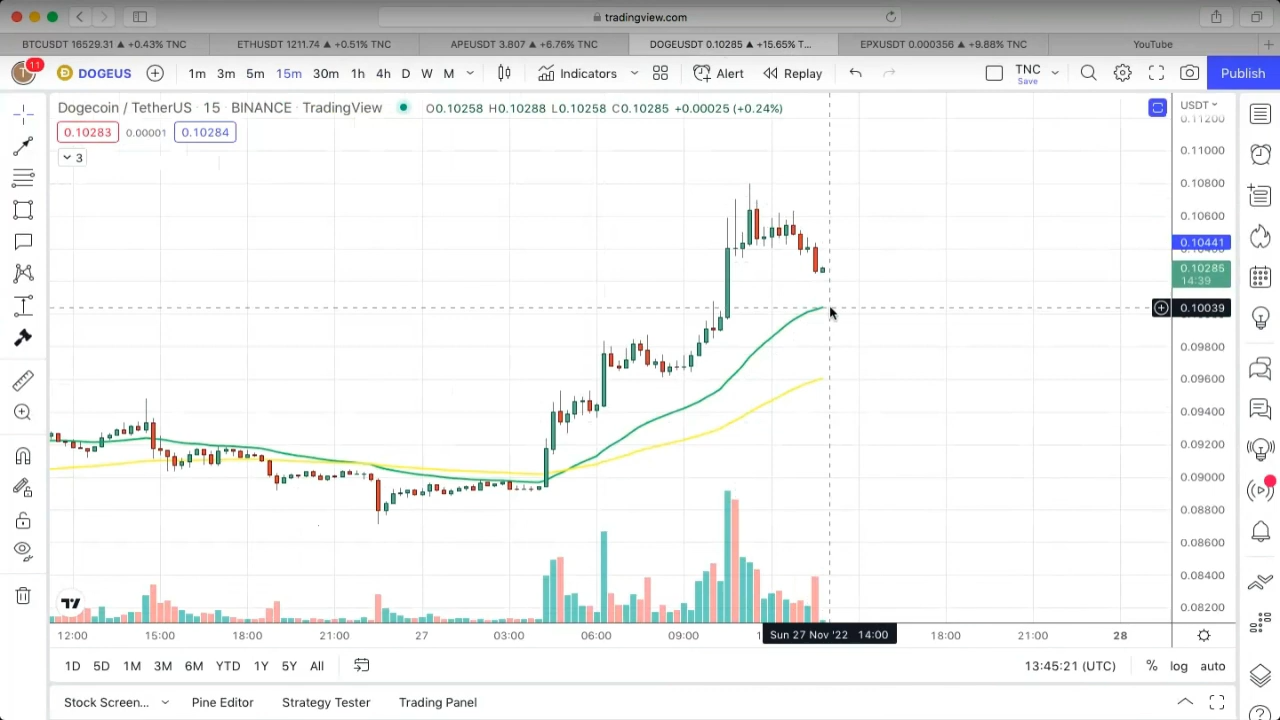 tradingview.com
BTCUSDT 16529.31 ▲ +0.43% TNC
ETHUSDT 1211.74 ▲ +0.51% TNC
APEUSDT 3.807 ▲ +6.76% TNC
DOGEUSDT 0.10285 ▲ +15.65% T...
EPXUSDT 0.000356 ▲ +9.88% TNC
YouTube
T 11
DOGEUS
1m 3m 5m 15m 30m 1h 4h D W M
Indicators
Alert
Replay
TNC
Save
Publish
Dogecoin / TetherUS · 15 · BINANCE · TradingView
O0.10258 H0.10288 L0.10258 C0.10285 +0.00025 (+0.24%)
USDT
0.10283 0.00001 0.10284
3
0.11200
0.11000
0.10800
0.10600
0.10441
0.10285
14:39
0.10039
0.09800
0.09600
0.09400
0.09200
0.09000
0.08800
0.08600
0.08400
0.08200
12:00 15:00 18:00 21:00 27 03:00 06:00 09:00 Sun 27 Nov '22 14:00 18:00 21:00 28
1D 5D 1M 3M 6M YTD 1Y 5Y All
13:45:21 (UTC) % log auto
Stock Screen... Pine Editor Strategy Tester Trading Panel